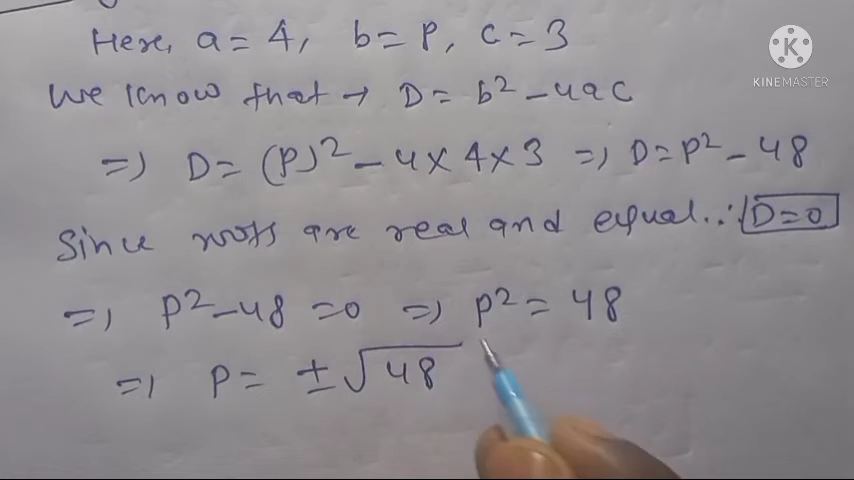 Here, a = 4, b = P, c = 3
K
KINEMASTER
We know that → D = b² - 4ac
=> D = (P)² - 4 × 4 × 3 => D = P² - 48
Since roots are real and equal. ∴ D = 0
=> P² - 48 = 0 => P² = 48
=> P = ± √48